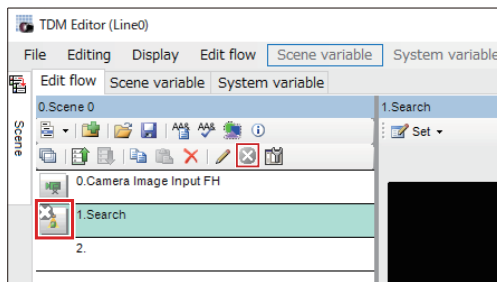 TDM Editor (Line0)
File Editing Display Edit flow Scene variable System variable
Edit flow Scene variable System variable
Scene
0.Scene 0
1.Search
Set
0.Camera Image Input FH
1.Search
2.